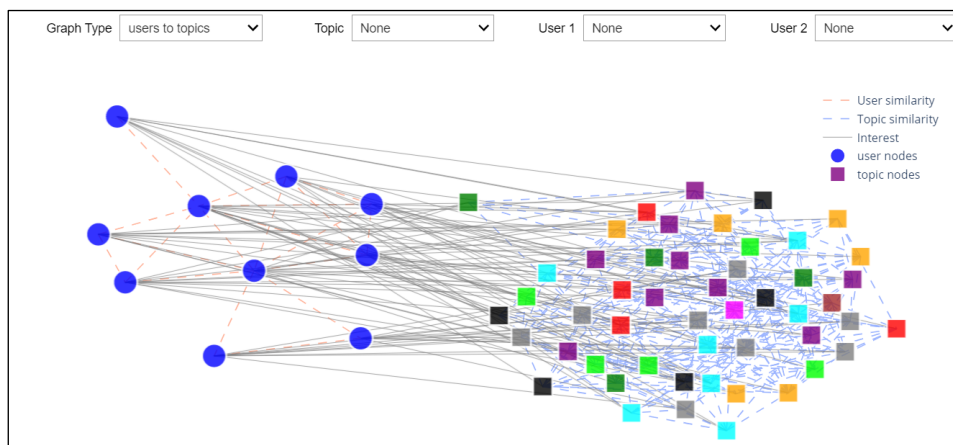 Graph Type users to topics Topic None User 1 None User 2 None
User similarity
Topic similarity
Interest
user nodes
topic nodes